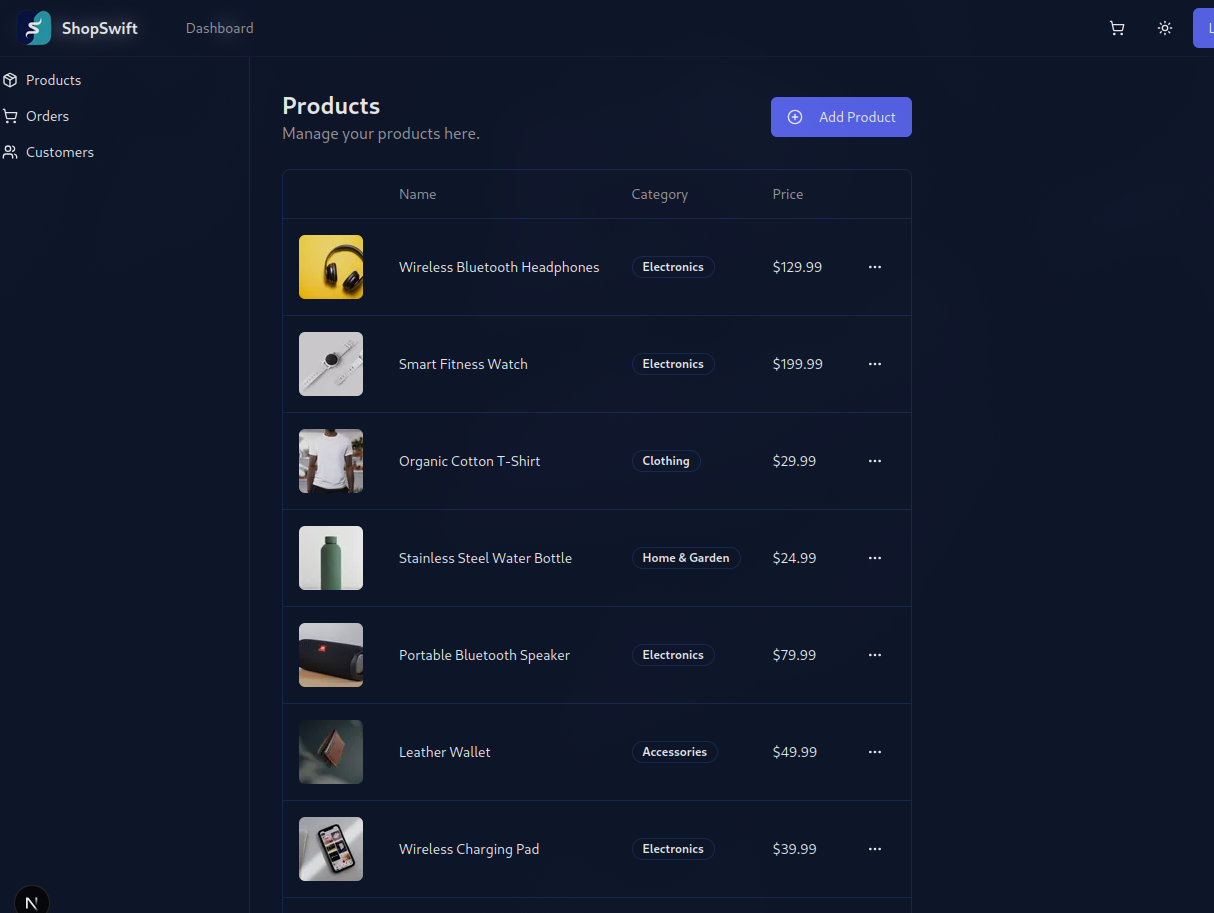 ShopSwift
Dashboard
Products
Orders
Customers
Products
Manage your products here.
Add Product
Name Category Price
Wireless Bluetooth Headphones Electronics $129.99
Smart Fitness Watch Electronics $199.99
Organic Cotton T-Shirt Clothing $29.99
Stainless Steel Water Bottle Home & Garden $24.99
Portable Bluetooth Speaker Electronics $79.99
Leather Wallet Accessories $49.99
Wireless Charging Pad Electronics $39.99
N